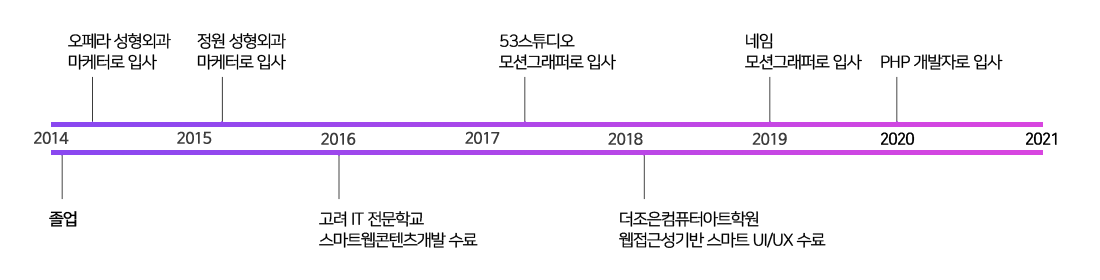 오페라 성형외과
마케터로 입사
정원 성형외과
마케터로 입사
53스튜디오
모션그래퍼로 입사
네임
모션그래퍼로 입사
PHP 개발자로 입사
2014
2015
2016
2017
2018
2019
2020
2021
졸업
고려 IT 전문학교
스마트웹콘텐츠개발 수료
더조은컴퓨터아트학원
웹접근성기반 스마트 UI/UX 수료